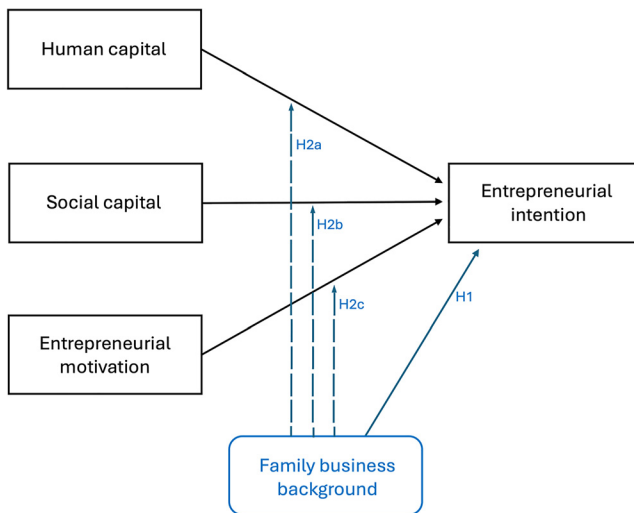 Human capital
H2a
Social capital
Entrepreneurial
intention
H2b
H2c
H1
Entrepreneurial
motivation
Family business
background